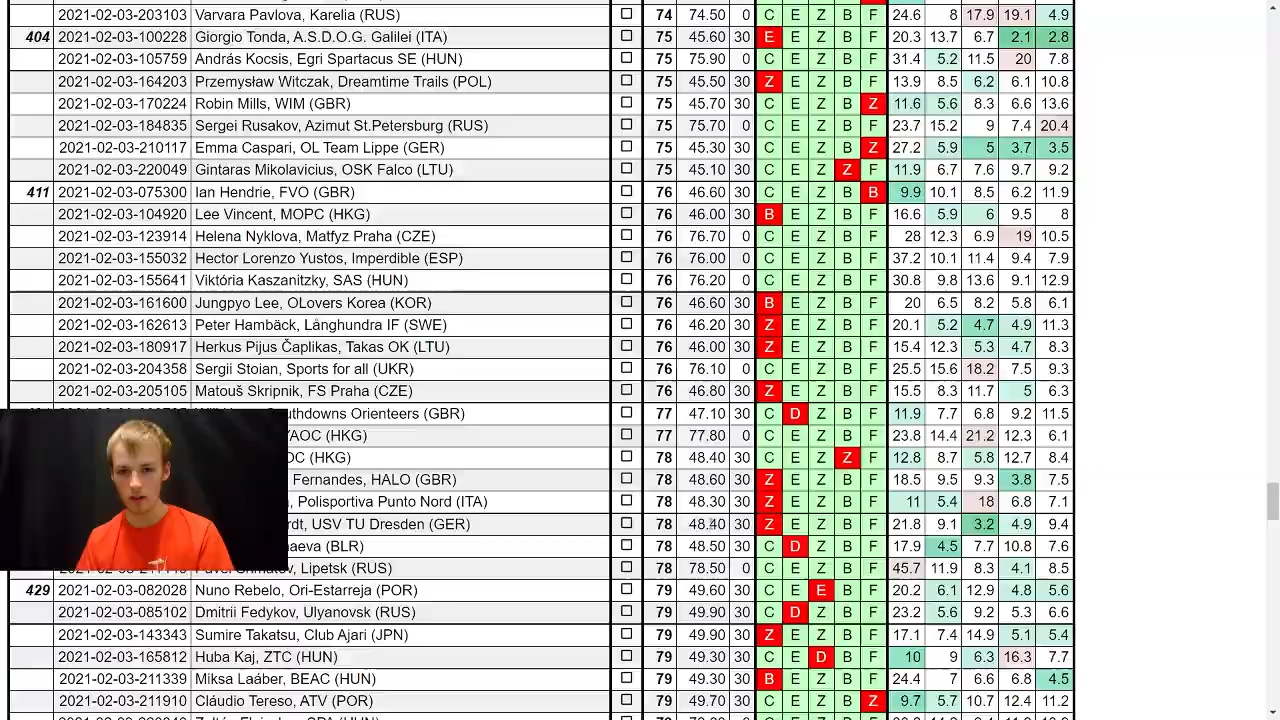 2021-02-03-203103 Varvara Pavlova, Karelia (RUS) 74 74.50 0 C E Z B F 24.6 8 17.9 19.1 4.9
404 2021-02-03-100228 Giorgio Tonda, A.S.D.O.G. Galilei (ITA) 75 45.60 30 E E Z B F 20.3 13.7 6.7 2.1 2.8
2021-02-03-105759 András Kocsis, Egri Spartacus SE (HUN) 75 75.90 0 C E Z B F 31.4 5.2 11.5 20 7.8
2021-02-03-164203 Przemysław Witczak, Dreamtime Trails (POL) 75 45.50 30 Z E Z B F 13.9 8.5 6.2 6.1 10.8
2021-02-03-170224 Robin Mills, WIM (GBR) 75 45.70 30 C E Z B Z 11.6 5.6 8.3 6.6 13.6
2021-02-03-184835 Sergei Rusakov, Azimut St.Petersburg (RUS) 75 75.70 0 C E Z B F 23.7 15.2 9 7.4 20.4
2021-02-03-210117 Emma Caspari, OL Team Lippe (GER) 75 45.30 30 C E Z B Z 27.2 5.9 5 3.7 3.5
2021-02-03-220049 Gintaras Mikolavicius, OSK Falco (LTU) 75 45.10 30 C E Z Z F 11.9 6.7 7.6 9.7 9.2
411 2021-02-03-075310 Ian Hendrie, FVO (GBR) 76 46.60 30 C E Z B B 9.9 10.1 8.5 6.2 11.9
2021-02-03-104920 Lee Vincent, MOPC (HKG) 76 46.00 30 B E Z B F 16.6 5.9 6 9.5 8
2021-02-03-123914 Helena Nyklova, Matfyz Praha (CZE) 76 76.70 0 C E Z B F 28 12.3 6.9 19 10.5
2021-02-03-155032 Hector Lorenzo Yustos, Imperdible (ESP) 76 76.00 0 C E Z B F 37.2 10.1 11.4 9.4 7.9
2021-02-03-155641 Viktória Kaszanitzky, SAS (HUN) 76 76.20 0 C E Z B F 30.8 9.8 13.6 9.1 12.9
2021-02-03-161600 Jungpyo Lee, OLovers Korea (KOR) 76 46.60 30 B E Z B F 20 6.5 8.2 5.8 6.1
2021-02-03-162613 Peter Hambäck, Långhundra IF (SWE) 76 46.20 30 Z E Z B F 20.1 5.2 4.7 4.9 11.3
2021-02-03-180917 Herkus Pijus Čaplikas, Takas OK (LTU) 76 46.00 30 Z E Z B F 15.4 12.3 5.3 4.7 8.3
2021-02-03-204358 Sergii Stoian, Sports for all (UKR) 76 76.10 0 C E Z B F 25.5 15.6 18.2 7.5 9.3
2021-02-03-205105 Matouš Skripnik, FS Praha (CZE) 76 46.80 30 Z E Z B F 15.5 8.3 11.7 5 6.3
Orienteers (GBR) 77 47.10 30 C D Z B F 11.9 7.7 6.8 9.2 11.5
(HKG) 77 77.80 0 C E Z B F 23.8 14.4 21.2 12.3 6.1
(HKG) 78 48.40 30 C E Z Z F 12.8 8.7 5.8 12.7 8.4
Fernandes, HALO (GBR) 78 48.60 30 Z E Z B F 18.5 9.5 9.3 3.8 7.5
Polisportiva Punto Nord (ITA) 78 48.30 30 Z E Z B F 11 5.4 18 6.8 7.1
USV TU Dresden (GER) 78 48.40 30 Z E Z B F 21.8 9.1 3.2 4.9 9.4
(BLR) 78 48.50 30 C D Z B F 17.9 4.5 7.7 10.8 7.6
Lipetsk (RUS) 78 78.50 0 C E Z B F 45.7 11.9 8.3 4.1 8.5
429 2021-02-03-082028 Nuno Rebelo, Ori-Estarreja (POR) 79 49.60 30 C E E B F 20.2 6.1 12.9 4.8 5.6
2021-02-03-085102 Dmitrii Fedykov, Ulyanovsk (RUS) 79 49.90 30 C D Z B F 23.2 5.6 9.2 5.3 6.6
2021-02-03-143343 Sumire Takatsu, Club Ajari (JPN) 79 49.90 30 Z E Z B F 17.1 7.4 14.9 5.1 5.4
2021-02-03-165812 Huba Kaj, ZTC (HUN) 79 49.30 30 C E D B F 10 9 6.3 16.3 7.7
2021-02-03-211339 Miksa Laáber, BEAC (HUN) 79 49.30 30 B E Z B F 24.4 7 6.6 6.8 4.5
2021-02-03-211910 Cláudio Tereso, ATV (POR) 79 49.70 30 C E Z B Z 9.7 5.7 10.7 12.4 11.2